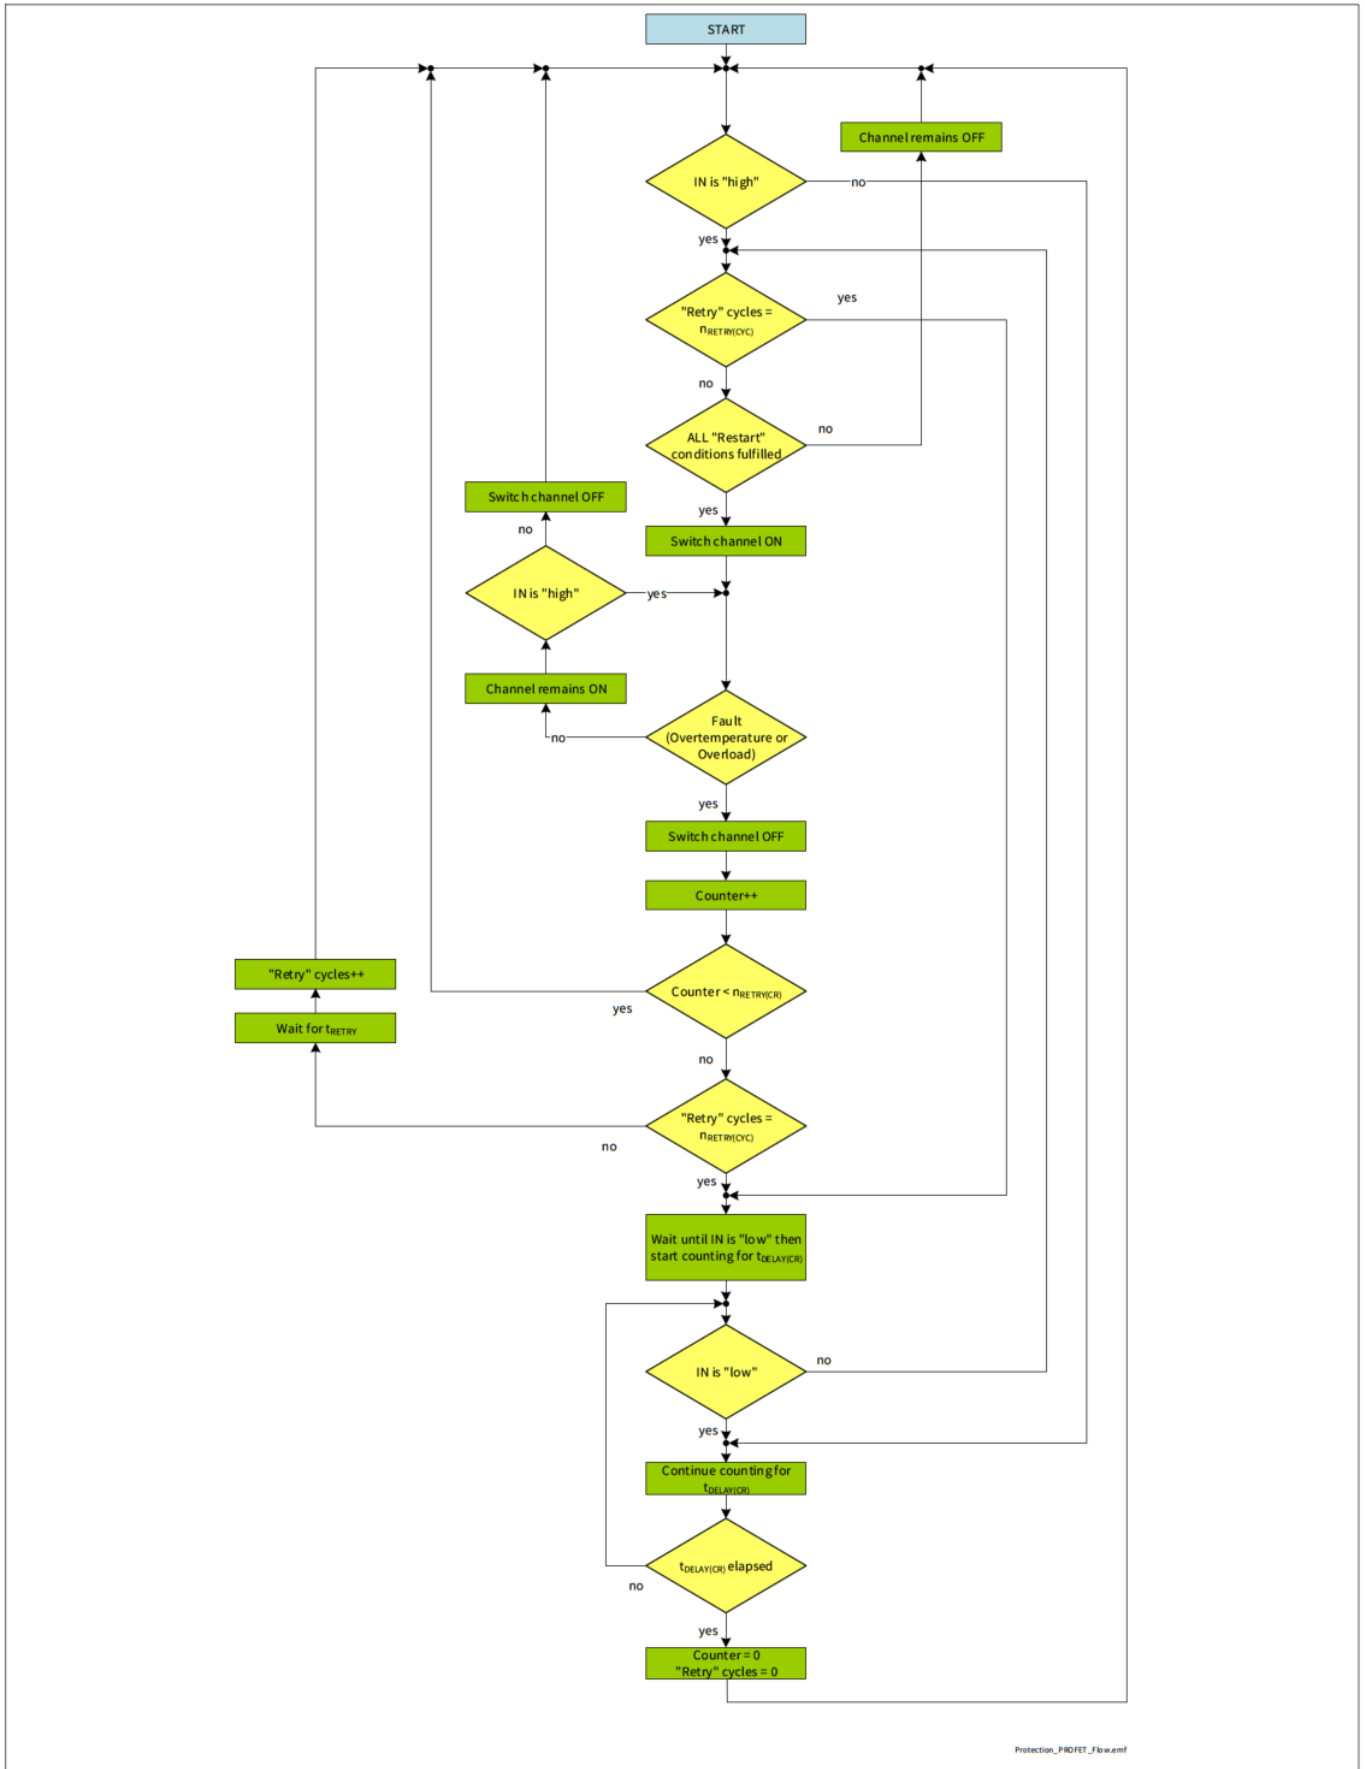 START
Channel remains OFF
IN is "high"
no
yes
"Retry" cycles =
nRETRY(CYC)
yes
no
ALL "Restart"
conditions fulfilled
no
yes
Switch channel OFF
no
Switch channel ON
IN is "high"
yes
Channel remains ON
Fault
(Overtemperature or
Overload)
no
yes
Switch channel OFF
Counter++
"Retry" cycles++
Counter < nRETRY(CR)
yes
Wait for tRETRY
no
"Retry" cycles =
nRETRY(CYC)
no
yes
Wait until IN is "low" then
start counting for tDELAY(CR)
IN is "low"
no
yes
Continue counting for
tDELAY(CR)
tDELAY(CR) elapsed
no
yes
Counter = 0
"Retry" cycles = 0
Protection_PROFET_Flow.emf